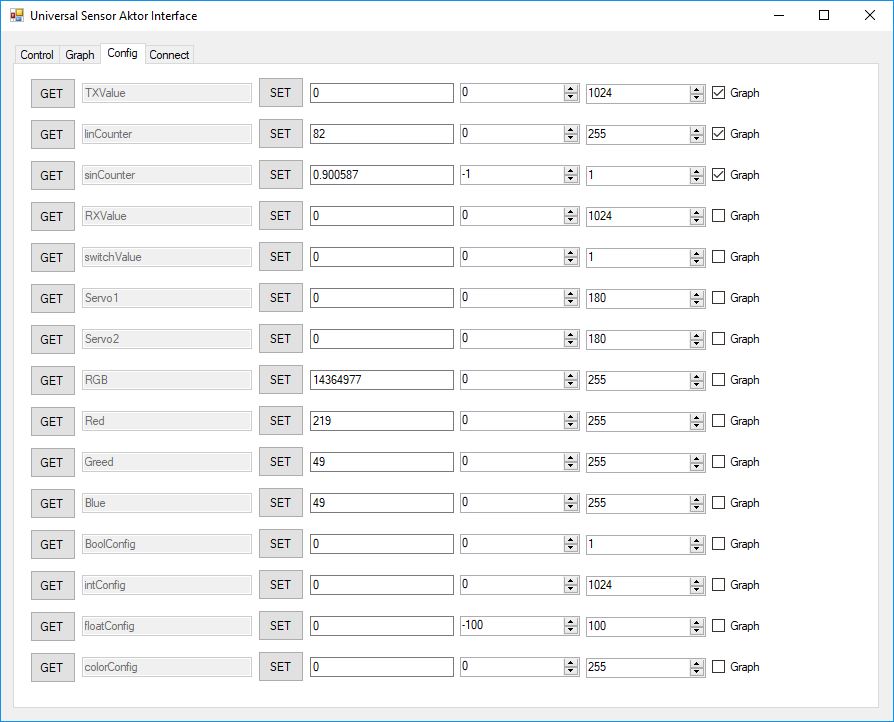 Universal Sensor Aktor Interface
Control Graph Config Connect
GET TXValue SET 0 0 1024 Graph
GET linCounter SET 82 0 255 Graph
GET sinCounter SET 0.900587 -1 1 Graph
GET RXValue SET 0 0 1024 Graph
GET switchValue SET 0 0 1 Graph
GET Servo1 SET 0 0 180 Graph
GET Servo2 SET 0 0 180 Graph
GET RGB SET 14364977 0 255 Graph
GET Red SET 219 0 255 Graph
GET Greed SET 49 0 255 Graph
GET Blue SET 49 0 255 Graph
GET BoolConfig SET 0 0 1 Graph
GET intConfig SET 0 0 1024 Graph
GET floatConfig SET 0 -100 100 Graph
GET colorConfig SET 0 0 255 Graph